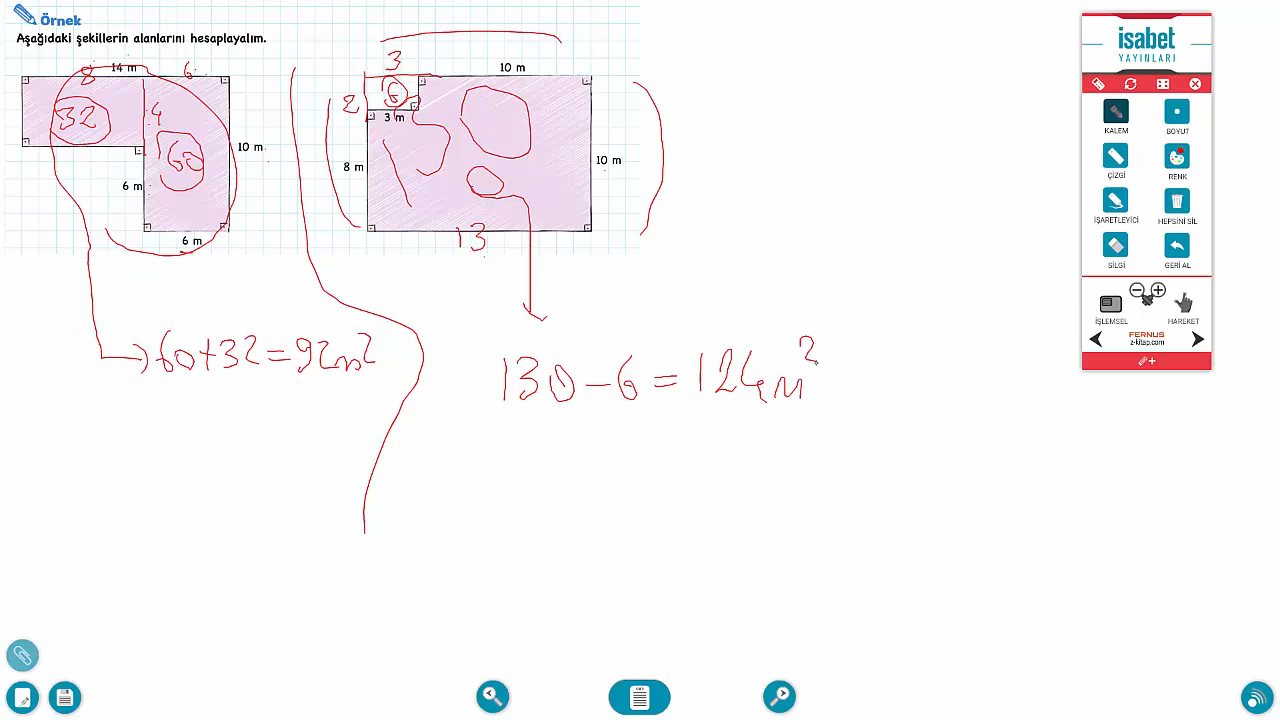 Örnek
Aşağıdaki şekillerin alanlarını hesaplayalım.
14 m
8
6
32
4
60
10 m
6 m
6 m
60+32=92m²
3
10 m
2
6
3 m
8 m
10 m
13
130-6=124m²
isabet
YAYINLARI
KALEM
BOYUT
ÇİZGİ
RENK
İŞARETLEYİCİ
HEPSİNİ SİL
SİLGİ
GERİ AL
İŞLEMSEL
HAREKET
FERNUS
z-kitap.com